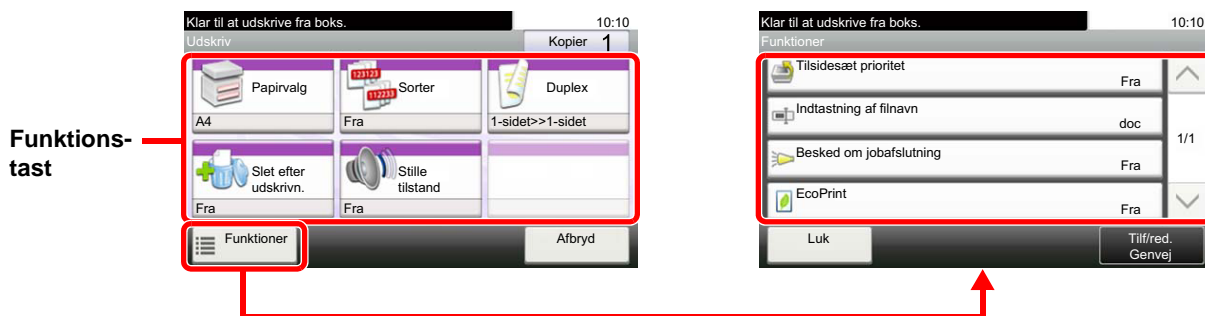 Funktions-
tast
Klar til at udskrive fra boks. 10:10
Udskriv Kopier 1
123123
112233
Papirvalg Sorter Duplex
A4 Fra 1-sidet>>1-sidet
Slet efter
udskrivn.
Stille
tilstand
Fra Fra
Funktioner Afbryd
Klar til at udskrive fra boks. 10:10
Funktioner
Tilsidesæt prioritet
Fra
Indtastning af filnavn
doc
1/1
Besked om jobafslutning
Fra
EcoPrint
Fra
Luk
Tilf/red.
Genvej